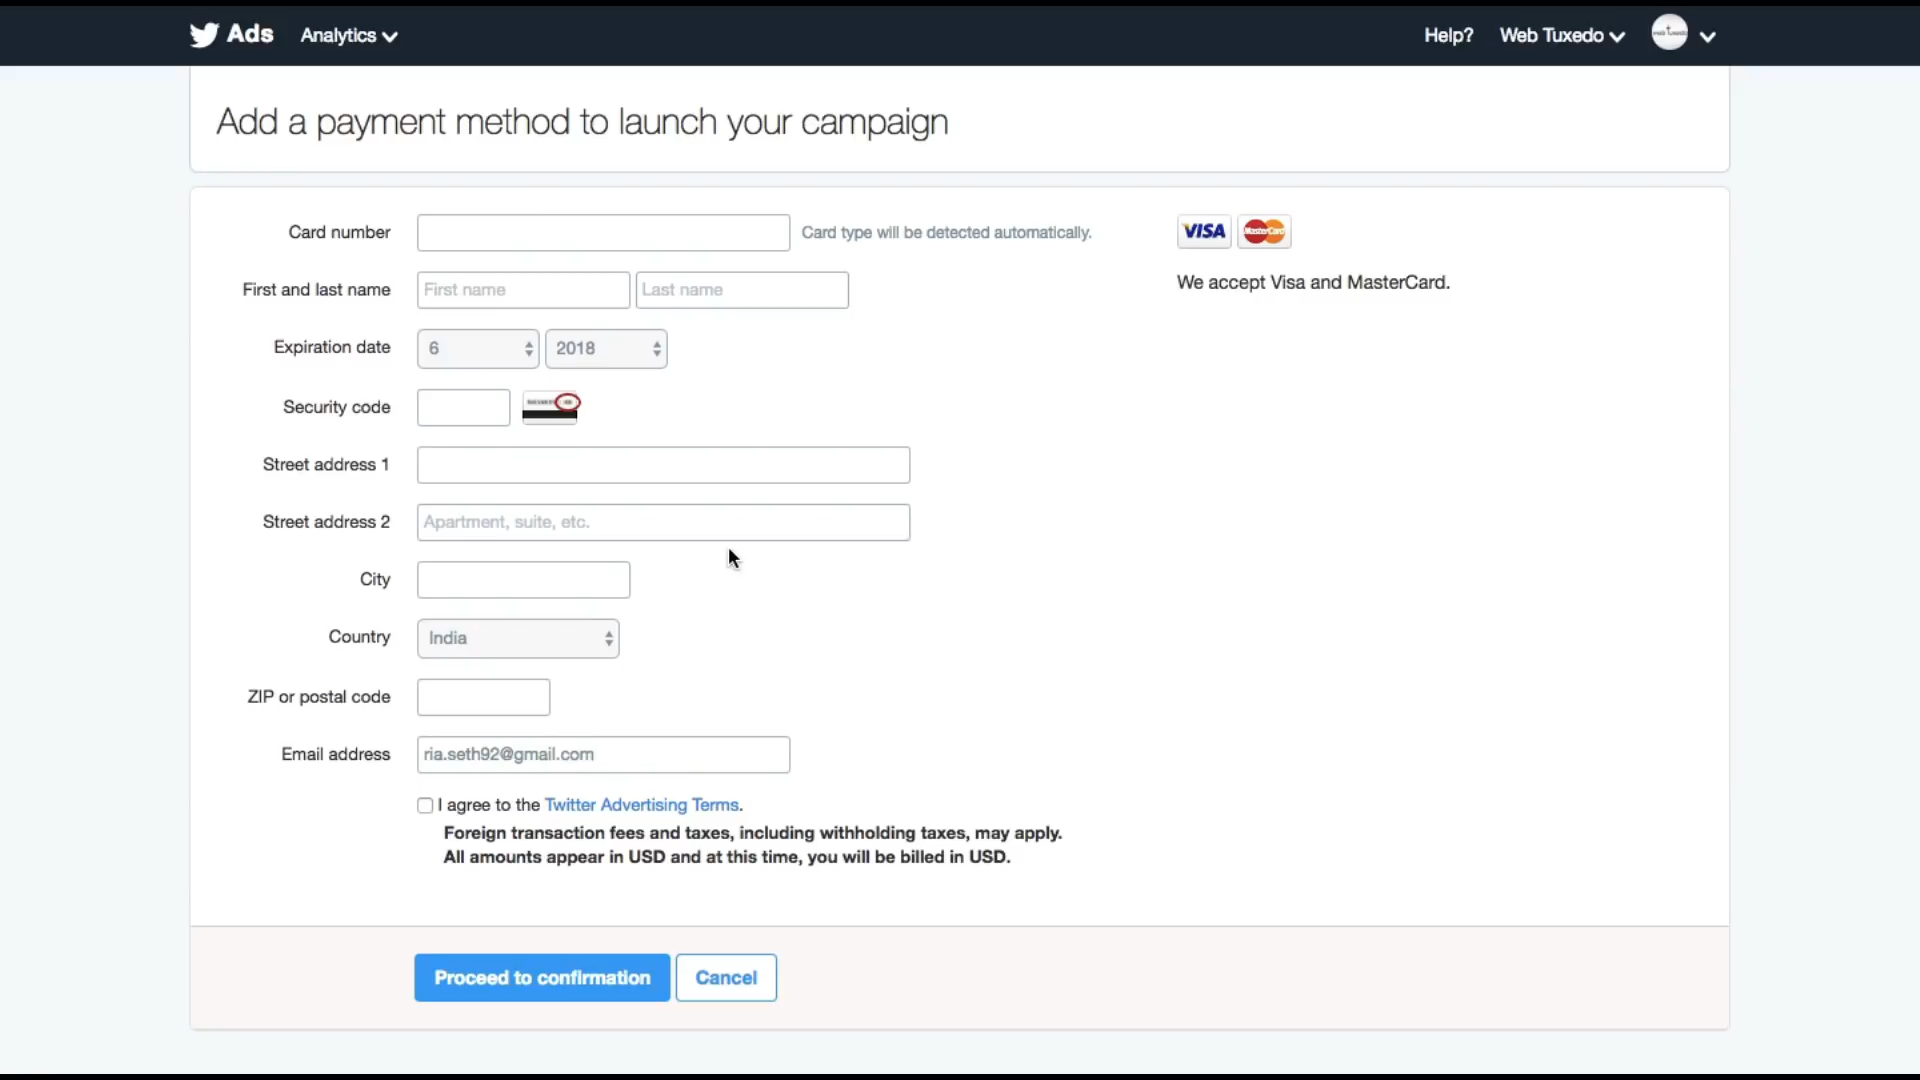 Ads Analytics Help? Web Tuxedo
Add a payment method to launch your campaign
Card number Card type will be detected automatically. VISA MasterCard
First and last name First name Last name We accept Visa and MasterCard.
Expiration date 6 2018
Security code
Street address 1
Street address 2 Apartment, suite, etc.
City
Country India
ZIP or postal code
Email address ria.seth92@gmail.com
I agree to the Twitter Advertising Terms.
Foreign transaction fees and taxes, including withholding taxes, may apply.
All amounts appear in USD and at this time, you will be billed in USD.
Proceed to confirmation Cancel